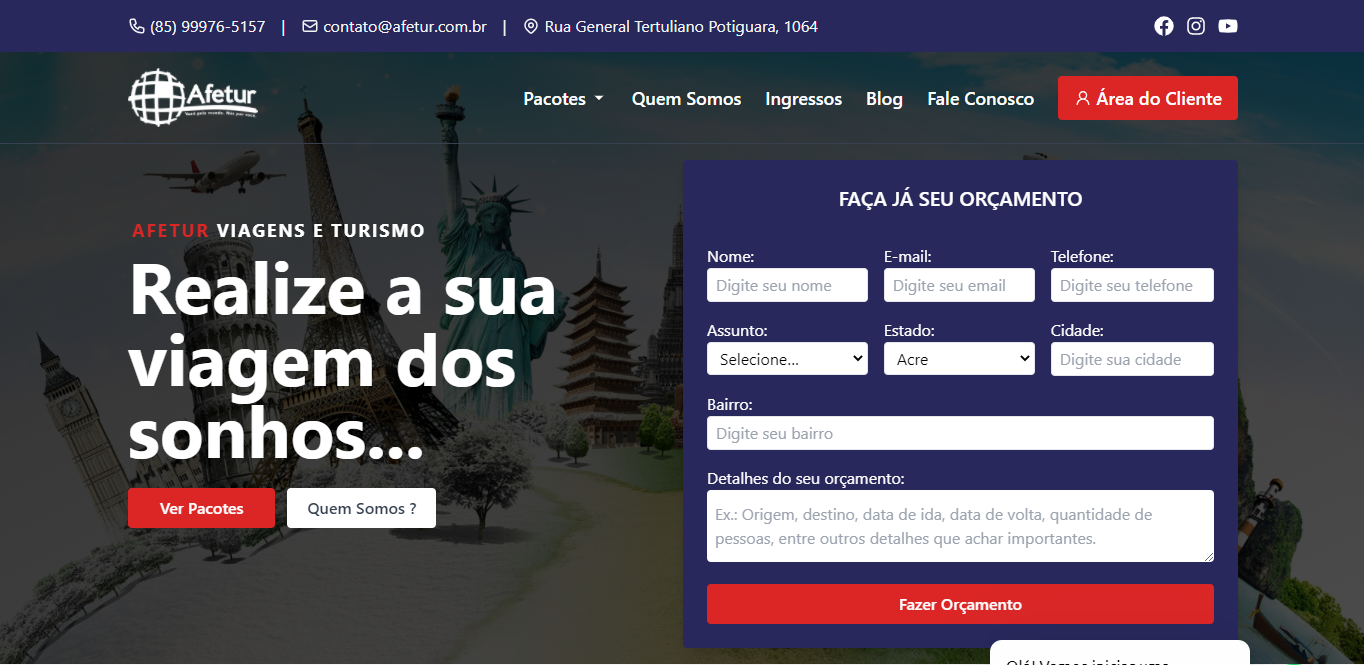 (85) 99976-5157 | contato@afetur.com.br | Rua General Tertuliano Potiguara, 1064
Afetur
Você pelo mundo. Nós por você.
Pacotes Quem Somos Ingressos Blog Fale Conosco Área do Cliente
AFETUR VIAGENS E TURISMO
Realize a sua
viagem dos
sonhos...
Ver Pacotes Quem Somos ?
FAÇA JÁ SEU ORÇAMENTO
Nome: E-mail: Telefone:
Digite seu nome Digite seu email Digite seu telefone
Assunto: Estado: Cidade:
Selecione... Acre Digite sua cidade
Bairro:
Digite seu bairro
Detalhes do seu orçamento:
Ex.: Origem, destino, data de ida, data de volta, quantidade de
pessoas, entre outros detalhes que achar importantes.
Fazer Orçamento
Olá! Vamos iniciar uma